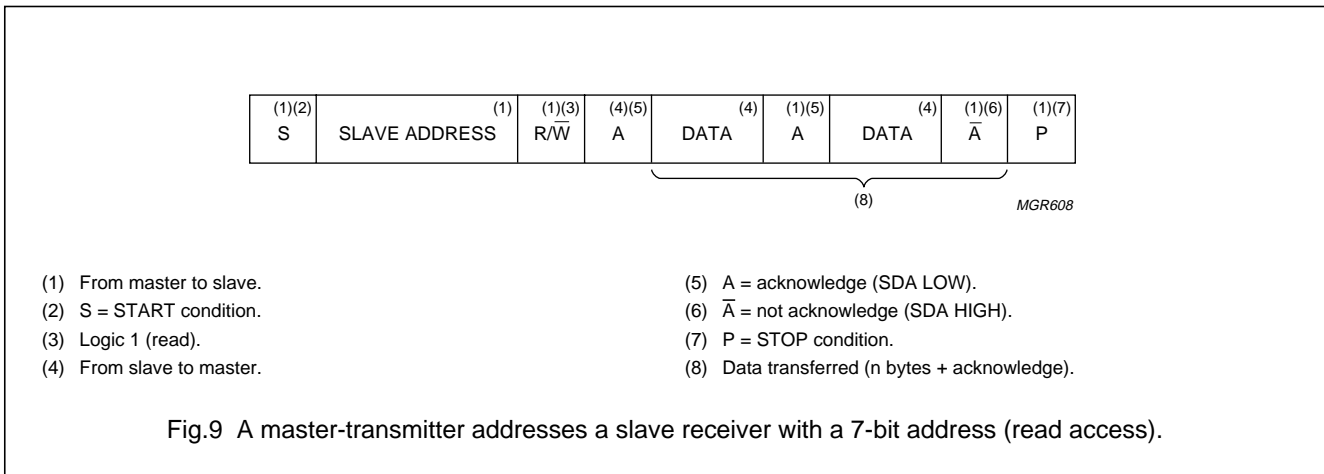 (1)(2) (1) (1)(3) (4)(5) (4) (1)(5) (4) (1)(6) (1)(7)
S SLAVE ADDRESS R/W̅ A DATA A DATA A̅ P
(8)
MGR608
(1) From master to slave.
(2) S = START condition.
(3) Logic 1 (read).
(4) From slave to master.
(5) A = acknowledge (SDA LOW).
(6) A̅ = not acknowledge (SDA HIGH).
(7) P = STOP condition.
(8) Data transferred (n bytes + acknowledge).
Fig.9 A master-transmitter addresses a slave receiver with a 7-bit address (read access).